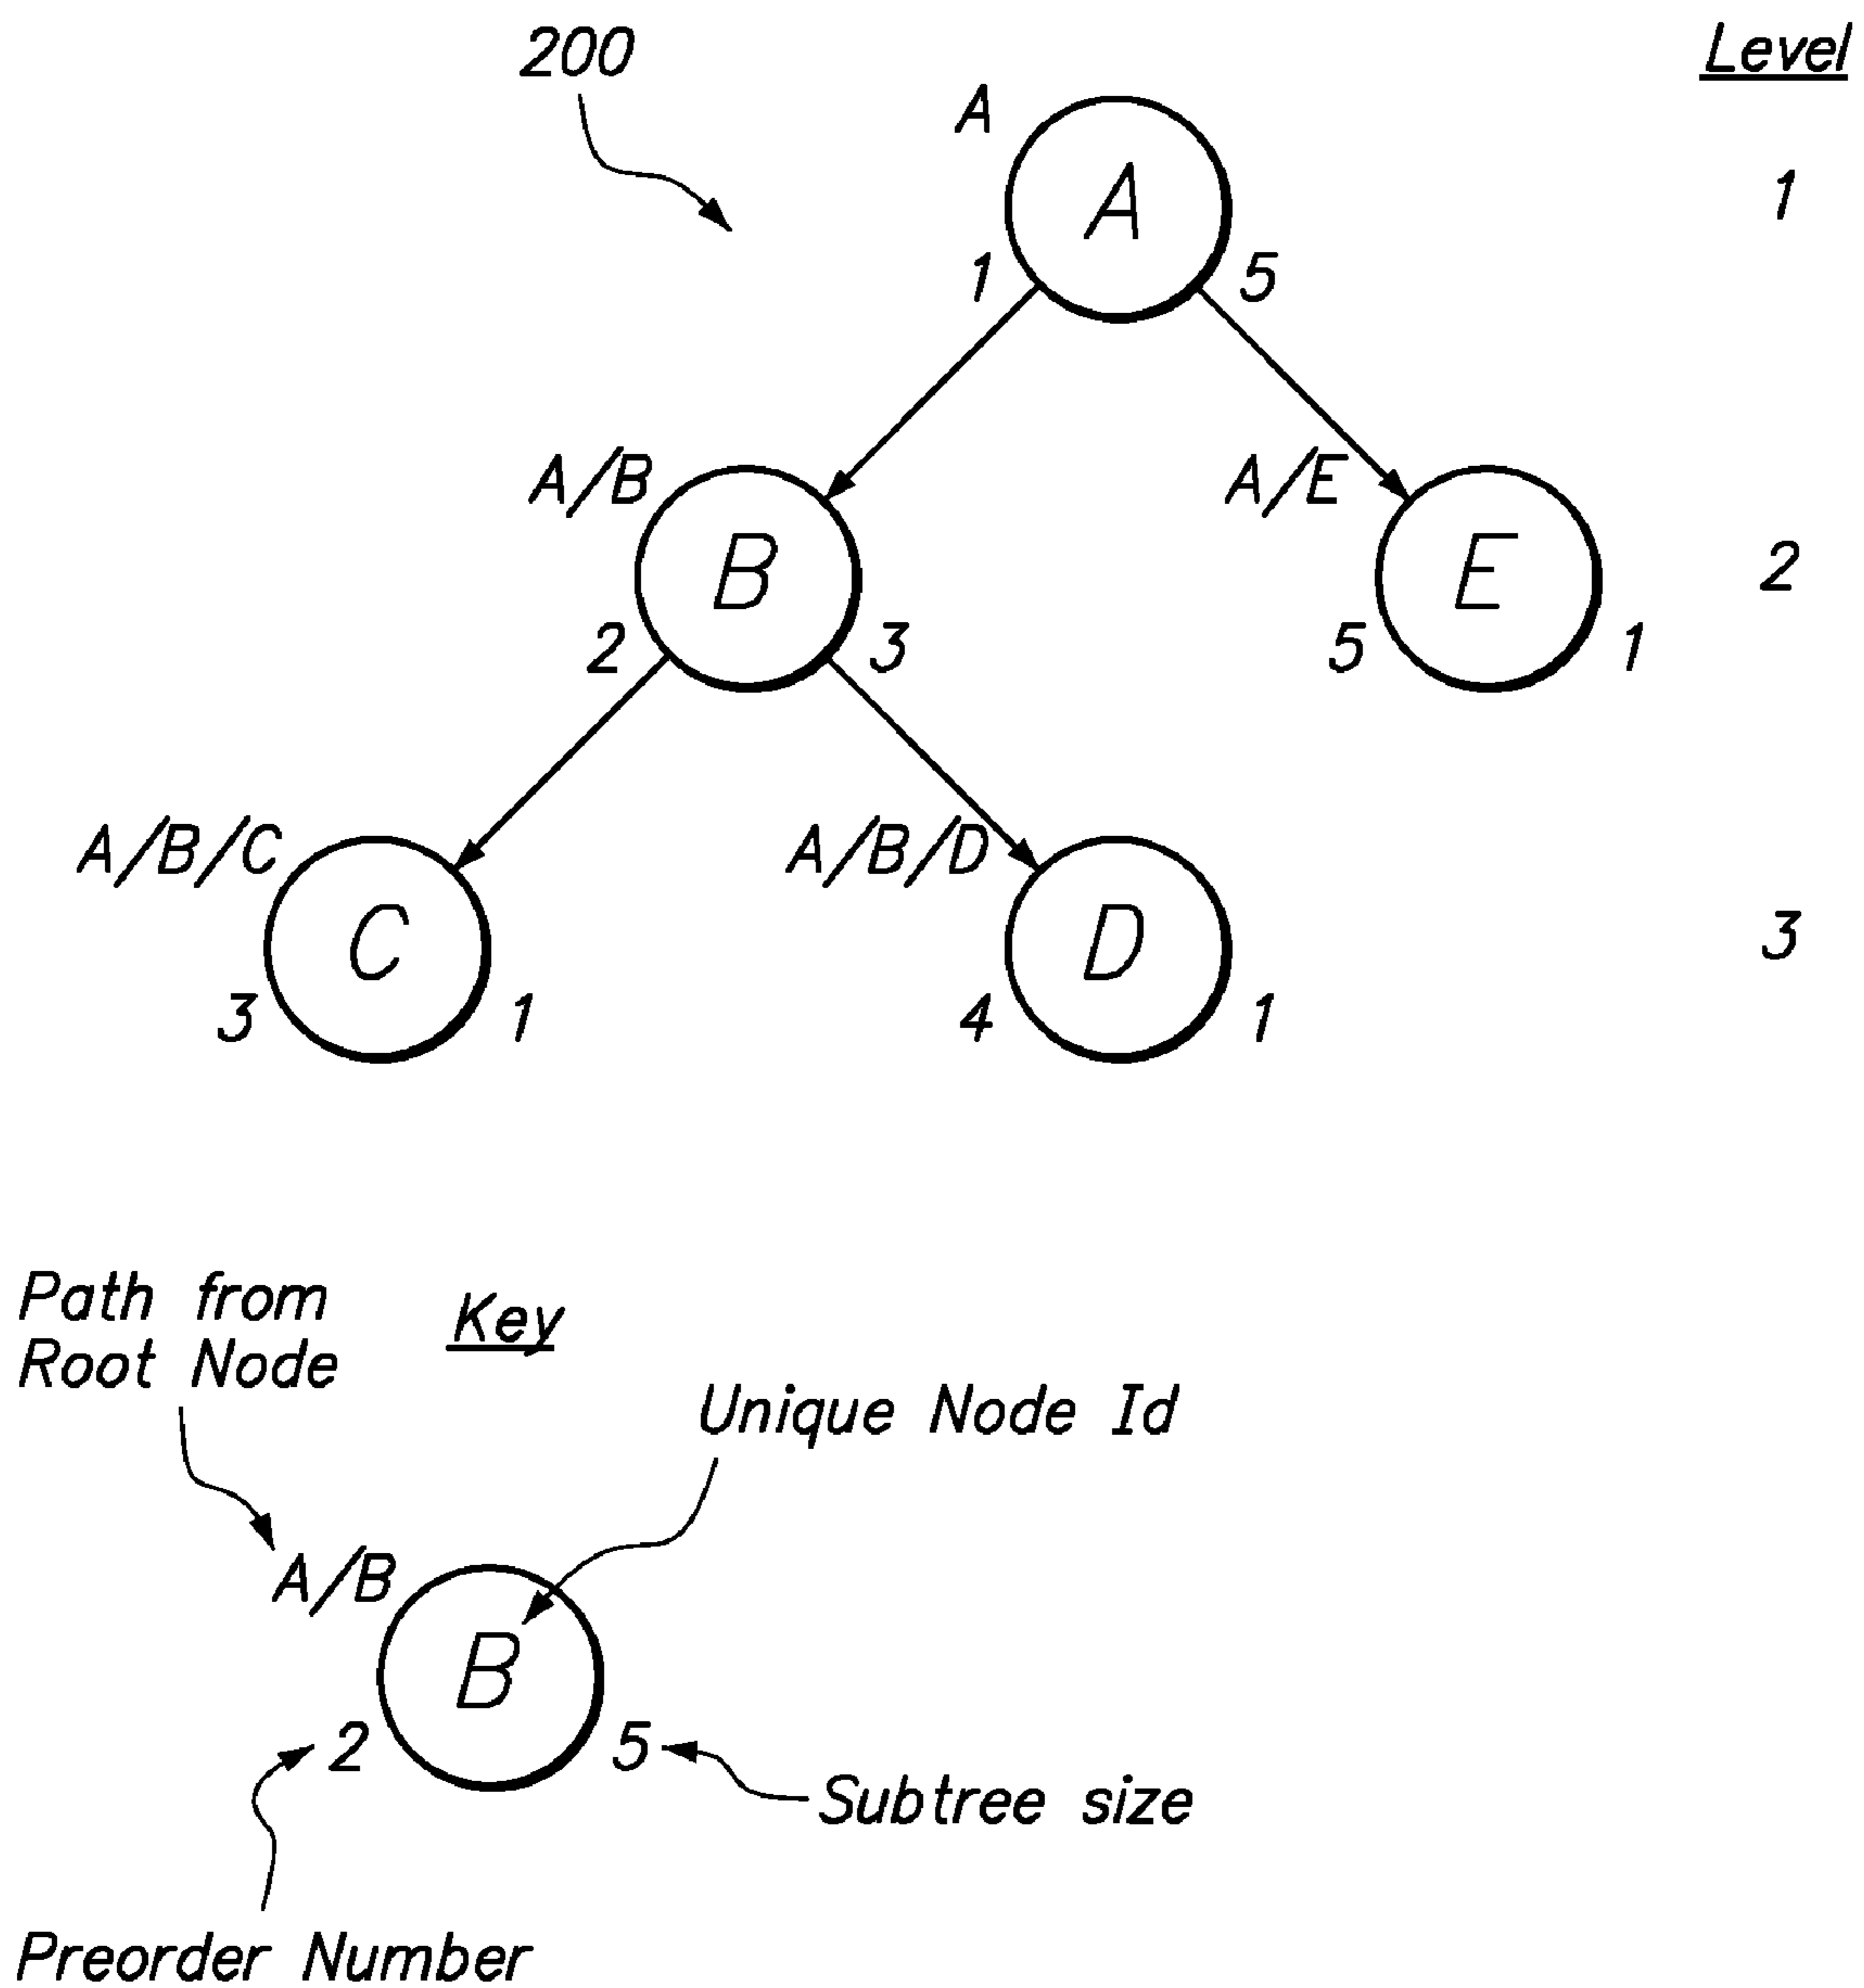 200
Level
A
A
1
1
5
A/B
A/E
B
E
2
2
3
5
1
A/B/C
A/B/D
C
D
3
3
1
4
1
Path from
Root Node
Key
Unique Node Id
A/B
B
2
5
Subtree size
Preorder Number